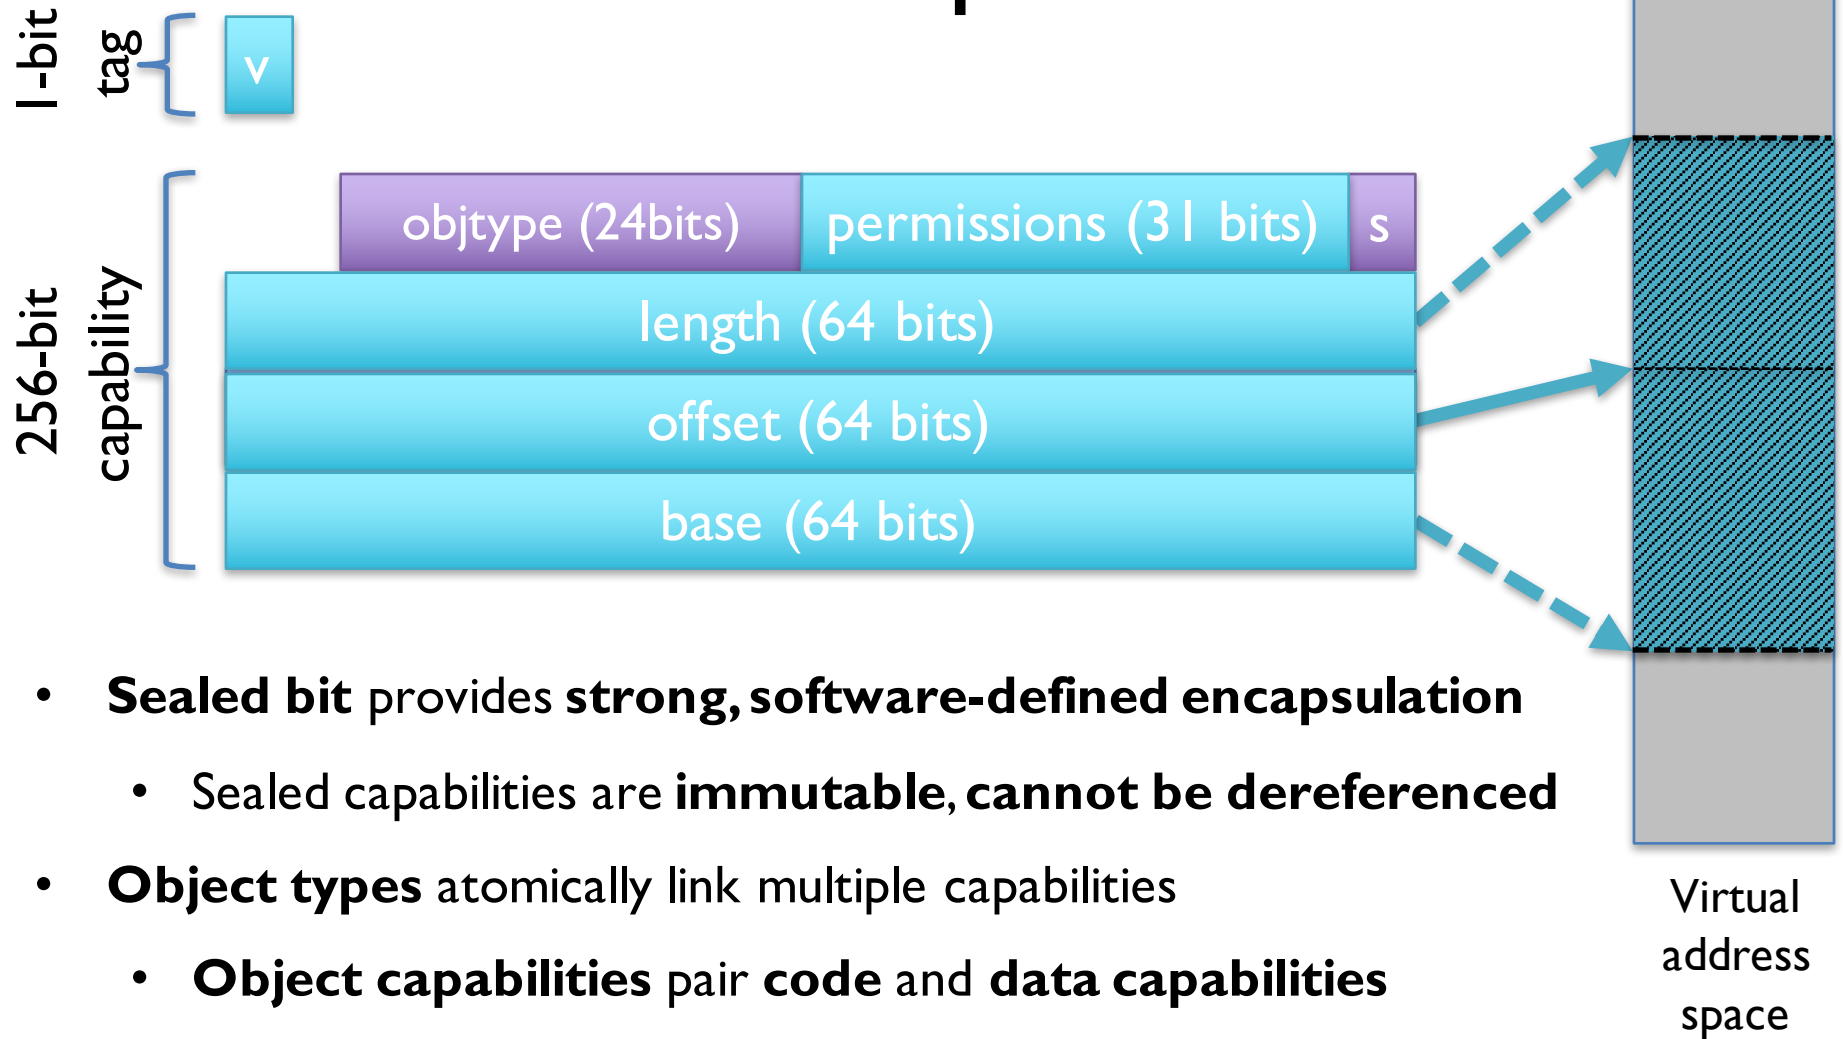 1-bit
tag
v
256-bit
capability
objtype (24bits)
permissions (31 bits)
s
length (64 bits)
offset (64 bits)
base (64 bits)
• Sealed bit provides strong, software-defined encapsulation
• Sealed capabilities are immutable, cannot be dereferenced
• Object types atomically link multiple capabilities
• Object capabilities pair code and data capabilities
Virtual
address
space